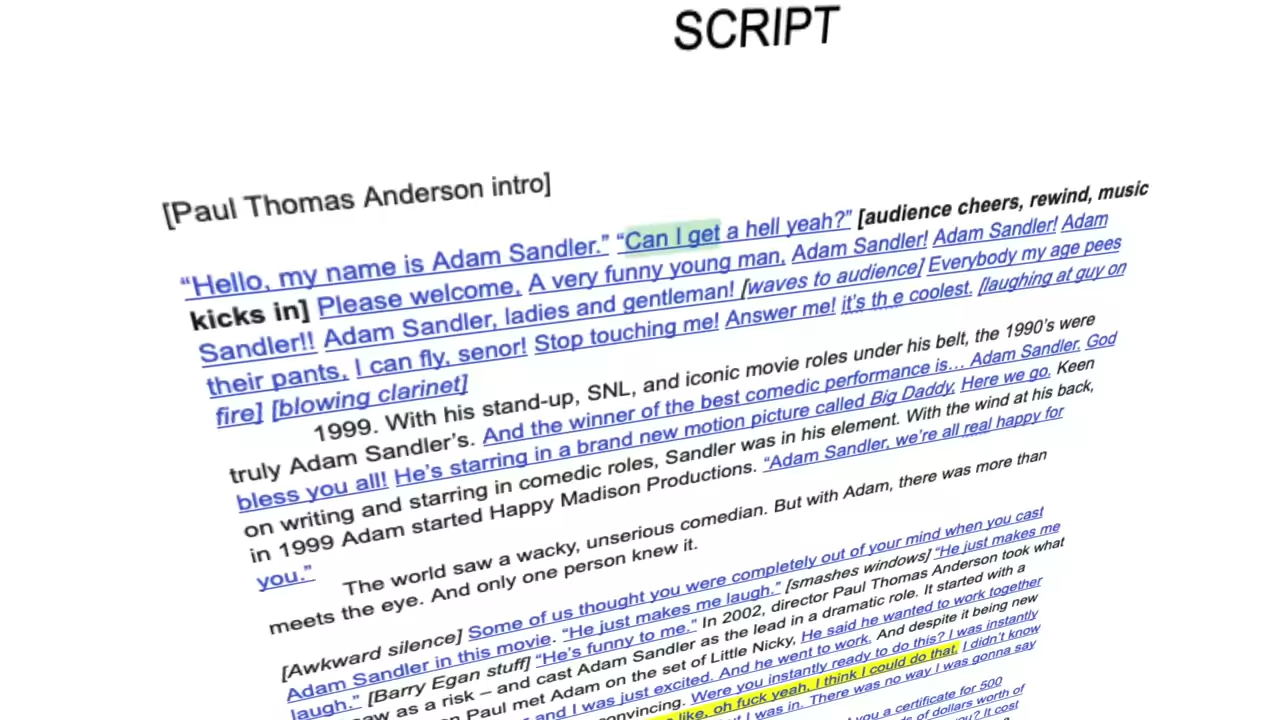 SCRIPT
[Paul Thomas Anderson intro]
“Hello, my name is Adam Sandler.” “Can I get a hell yeah?” [audience cheers, rewind, music
kicks in] Please welcome, A very funny young man, Adam Sandler! Adam Sandler! Adam
Sandler!! Adam Sandler, ladies and gentleman! [waves to audience] Everybody my age pees
their pants, I can fly, senor! Stop touching me! Answer me! it’s th e coolest. [laughing at guy on
fire] [blowing clarinet]
1999. With his stand-up, SNL, and iconic movie roles under his belt, the 1990’s were
truly Adam Sandler’s. And the winner of the best comedic performance is… Adam Sandler, God
bless you all! He’s starring in a brand new motion picture called Big Daddy, Here we go. Keen
on writing and starring in comedic roles, Sandler was in his element. With the wind at his back,
in 1999 Adam started Happy Madison Productions. “Adam Sandler, we’re all real happy for
you.”
The world saw a wacky, unserious comedian. But with Adam, there was more than
meets the eye. And only one person knew it.
[Awkward silence] Some of us thought you were completely out of your mind when you cast
Adam Sandler in this movie. “He just makes me laugh.” [smashes windows] “He just makes me
laugh.” [Barry Egan stuff] “He’s funny to me.” In 2002, director Paul Thomas Anderson took what
as a risk – and cast Adam Sandler as the lead in a dramatic role. It started with a
Paul met Adam on the set of Little Nicky, He said he wanted to work together
and I was just excited. And he went to work. And despite it being new
convincing. Were you instantly ready to do this? I was instantly
like, oh fuck yeah, I think I could do that, I didn’t know
I was in. There was no way I was gonna say
you a certificate for 500
of dollars worth of
you? It cost